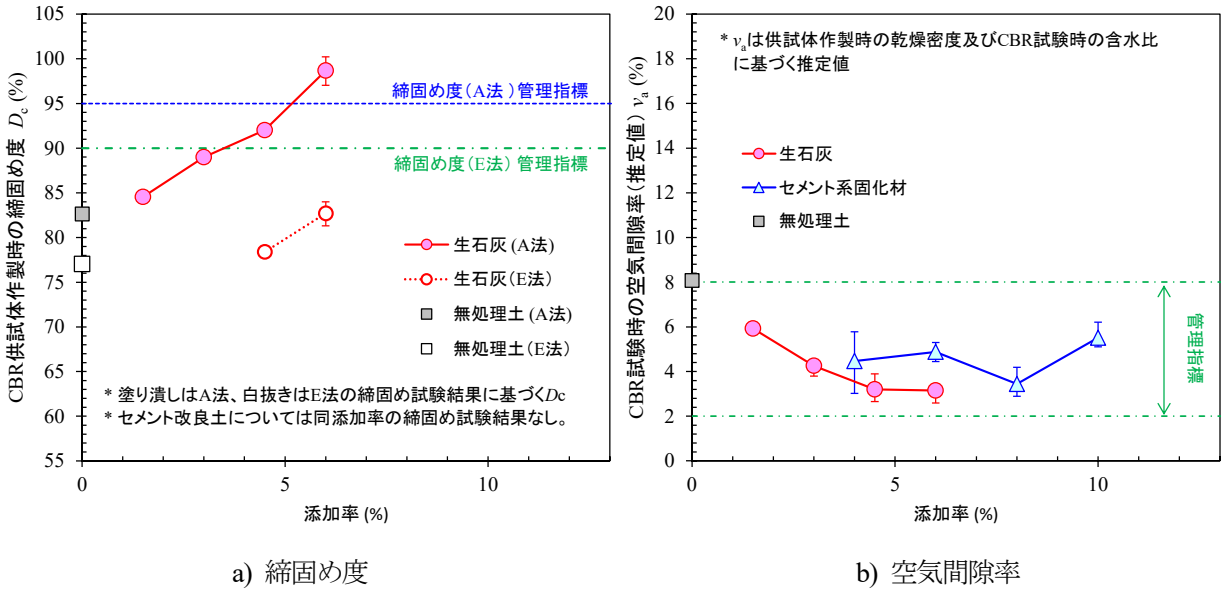 CBR供試体作製時の締固め度 Dc (%)
105
100
95
90
85
80
75
70
65
60
55
0
5
10
添加率 (%)
締固め度(A法)管理指標
締固め度(E法)管理指標
生石灰 (A法)
生石灰(E法)
無処理土 (A法)
無処理土(E法)
* 塗り潰しはA法、白抜きはE法の締固め試験結果に基づくDc
* セメント改良土については同添加率の締固め試験結果なし。
a) 締固め度
CBR試験時の空気間隙率(推定値) va (%)
20
18
16
14
12
10
8
6
4
2
0
0
5
10
添加率 (%)
* vaは供試体作製時の乾燥密度及びCBR試験時の含水比
に基づく推定値
生石灰
セメント系固化材
無処理土
管理指標
b) 空気間隙率